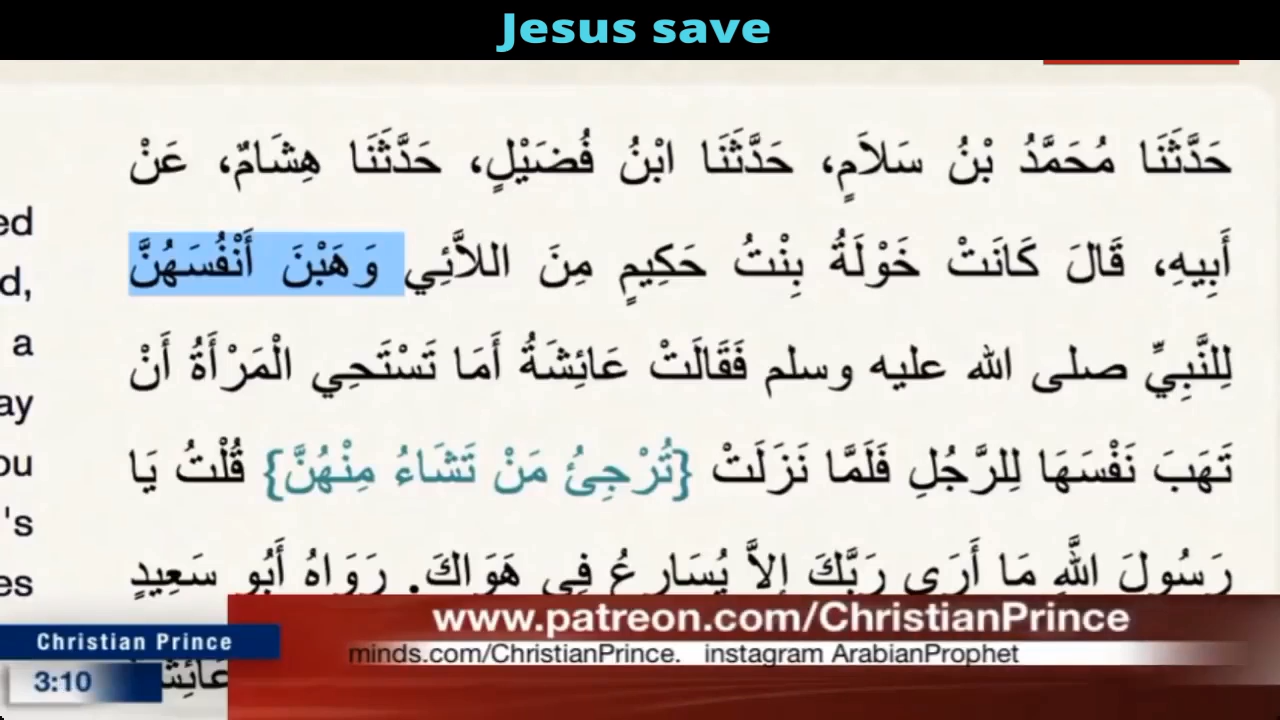 Jesus save
حَدَّثَنَا مُحَمَّدُ بْنُ سَلاَمٍ، حَدَّثَنَا ابْنُ فُضَيْلٍ، حَدَّثَنَا هِشَامٌ، عَنْ
أَبِيهِ، قَالَ كَانَتْ خَوْلَةُ بِنْتُ حَكِيمٍ مِنَ اللاَّئِي وَهَبْنَ أَنْفُسَهُنَّ
لِلنَّبِيِّ صلى الله عليه وسلم فَقَالَتْ عَائِشَةُ أَمَا تَسْتَحِي الْمَرْأَةُ أَنْ
تَهَبَ نَفْسَهَا لِلرَّجُلِ فَلَمَّا نَزَلَتْ ‏{‏تُرْجِئُ مَنْ تَشَاءُ مِنْهُنَّ‏}‏ قُلْتُ يَا
رَسُولَ اللَّهِ مَا أَرَى رَبَّكَ إِلاَّ يُسَارِعُ فِي هَوَاكَ‏.‏ رَوَاهُ أَبُو سَعِيدٍ
ed
d,
a
ay
ou
's
es
www.patreon.com/ChristianPrince
minds.com/ChristianPrince. instagram ArabianProphet
Christian Prince
3:10